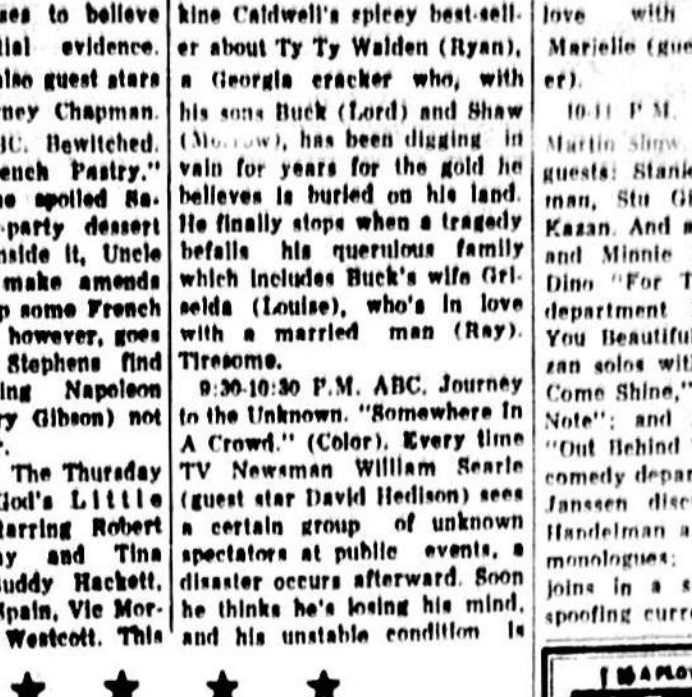 ses to believe
tial evidence.
also guest stars
rney Chapman.
BC. Bewitched.
ench Pastry."
he spoiled Sa-
-party dessert
nside it, Uncle
make amends
p some French
however, goes
Stephens find
ing Napoleon
ry Gibson) not
r.
The Thursday
God's Little
tarring Robert
ay and Tina
uddy Hackett,
Spain, Vic Mor-
Westcott. This
kine Caldwell's spicey best-sell-
er about Ty Ty Walden (Ryan),
a Georgia cracker who, with
his sons Buck (Lord) and Shaw
(Morrow), has been digging in
vain for years for the gold he
believes is buried on his land.
He finally stops when a tragedy
befalls his querulous family
which includes Buck's wife Gri-
selda (Louise), who's in love
with a married man (Ray).
Tiresome.
9:30-10:30 P.M. ABC. Journey
to the Unknown. "Somewhere In
A Crowd." (Color). Every time
TV Newsman William Searle
(guest star David Hedison) sees
a certain group of unknown
spectators at public events, a
disaster occurs afterward. Soon
he thinks he's losing his mind,
and his unstable condition is
love with
Marielle (gue
er).
10-11 P.M.
Martin Show.
guests: Stanl
man, Stu Gi
Kazan. And a
and Minnie
Dino "For T
department
You Beautiful
zan solos wit
Come Shine,"
Note"; and
"Out Behind
comedy depar
Janssen disc
Handelman a
monologues;
joins in a s
spoofing curr
A PLO